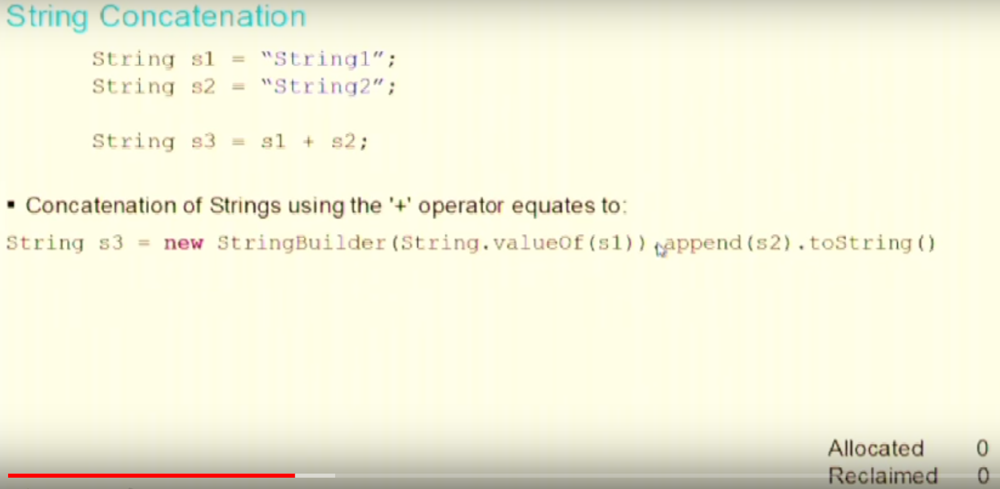 String Concatenation
String s1 = “String1”;
String s2 = “String2”;
String s3 = s1 + s2;
▪ Concatenation of Strings using the '+' operator equates to:
String s3 = new StringBuilder(String.valueOf(s1)).append(s2).toString()
Allocated 0
Reclaimed 0